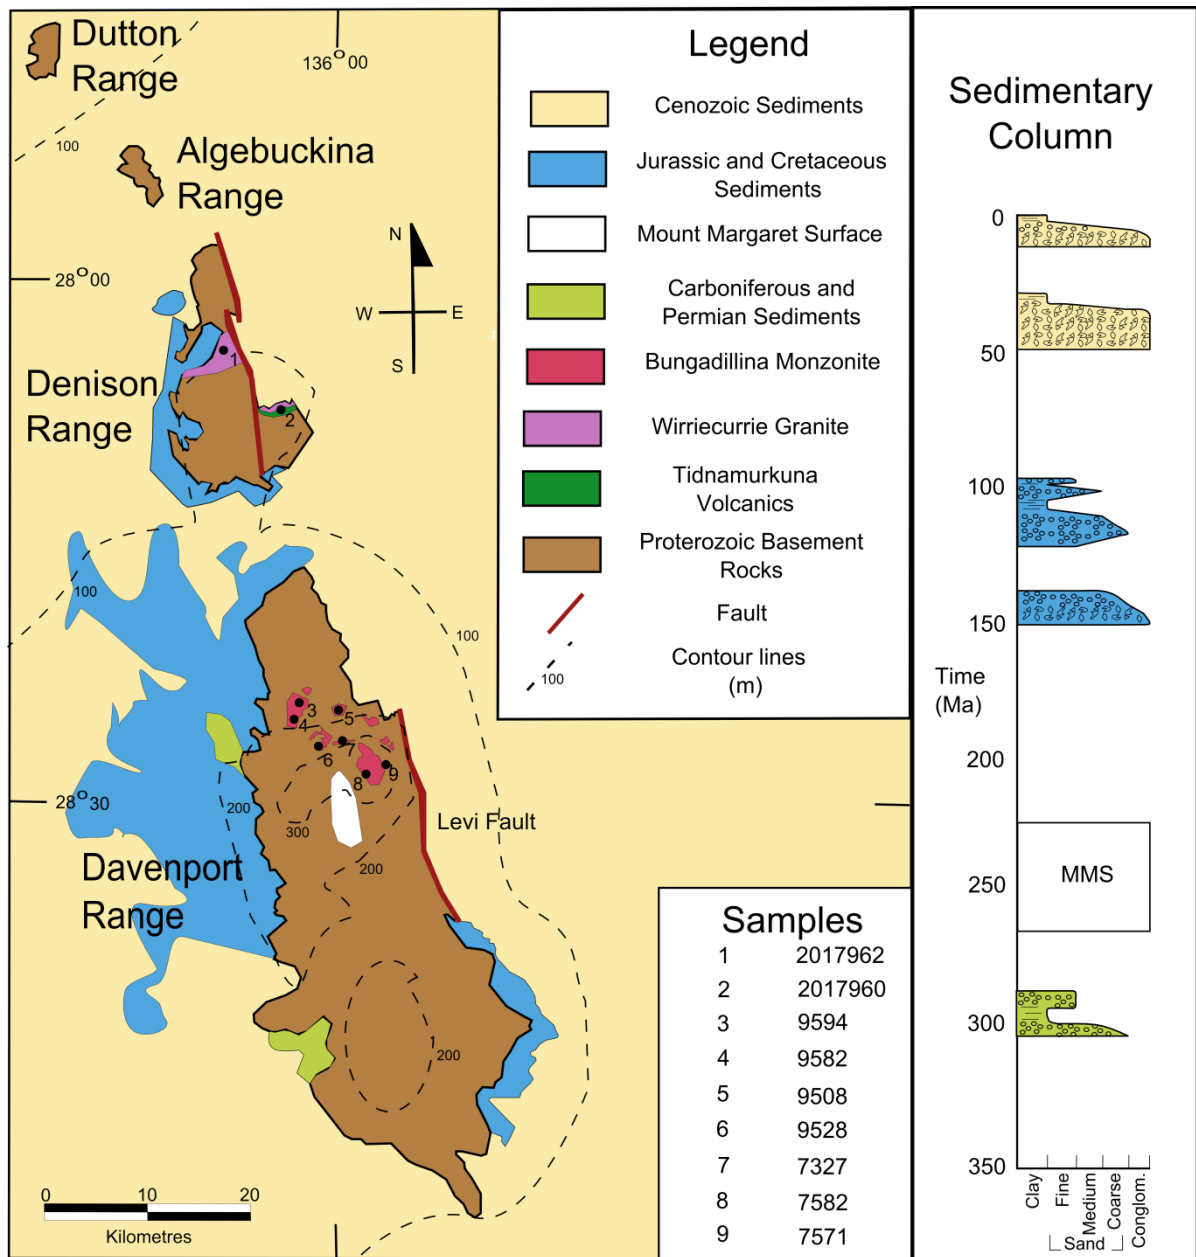 Dutton
Range
136°00
100
Algebuckina
Range
N
W
E
S
28°00
1
2
Denison
Range
100
100
3
4
5
6
7
8
9
28°30
200
300
200
Levi Fault
Davenport
Range
200
0
10
20
Kilometres
Legend
Cenozoic Sediments
Jurassic and Cretaceous
Sediments
Mount Margaret Surface
Carboniferous and
Permian Sediments
Bungadillina Monzonite
Wirriecurrie Granite
Tidnamurkuna
Volcanics
Proterozoic Basement
Rocks
Fault
100
Contour lines
(m)
Samples
1 2017962
2 2017960
3 9594
4 9582
5 9508
6 9528
7 7327
8 7582
9 7571
Sedimentary
Column
0
50
100
150
Time
(Ma)
200
250
MMS
300
350
Clay
Fine
Medium
Coarse
Conglom.
Sand